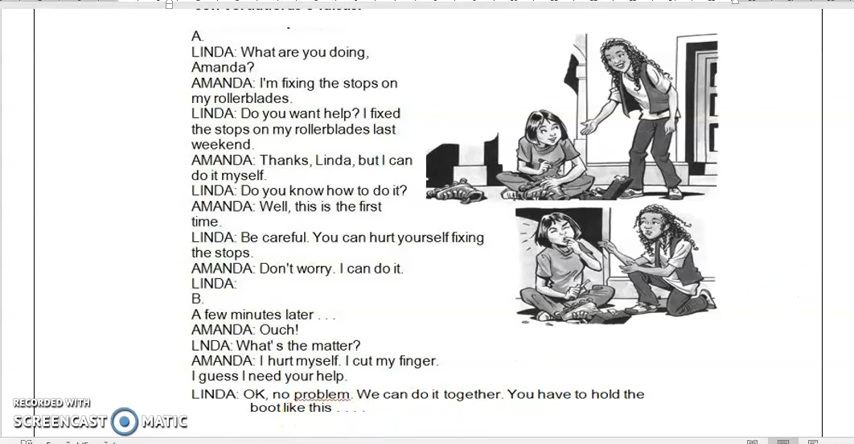 A.
LINDA: What are you doing,
Amanda?
AMANDA: I'm fixing the stops on
my rollerblades.
LINDA: Do you want help? I fixed
the stops on my rollerblades last
weekend.
AMANDA: Thanks, Linda, but I can
do it myself.
LINDA: Do you know how to do it?
AMANDA: Well, this is the first
time.
LINDA: Be careful. You can hurt yourself fixing
the stops.
AMANDA: Don't worry. I can do it.
LINDA:
B.
A few minutes later . . .
AMANDA: Ouch!
LNDA: What' s the matter?
AMANDA: I hurt myself. I cut my finger.
I guess I need your help.
LINDA: OK, no problem. We can do it together. You have to hold the
boot like this . . . .
RECORDED WITH
SCREENCAST MATIC